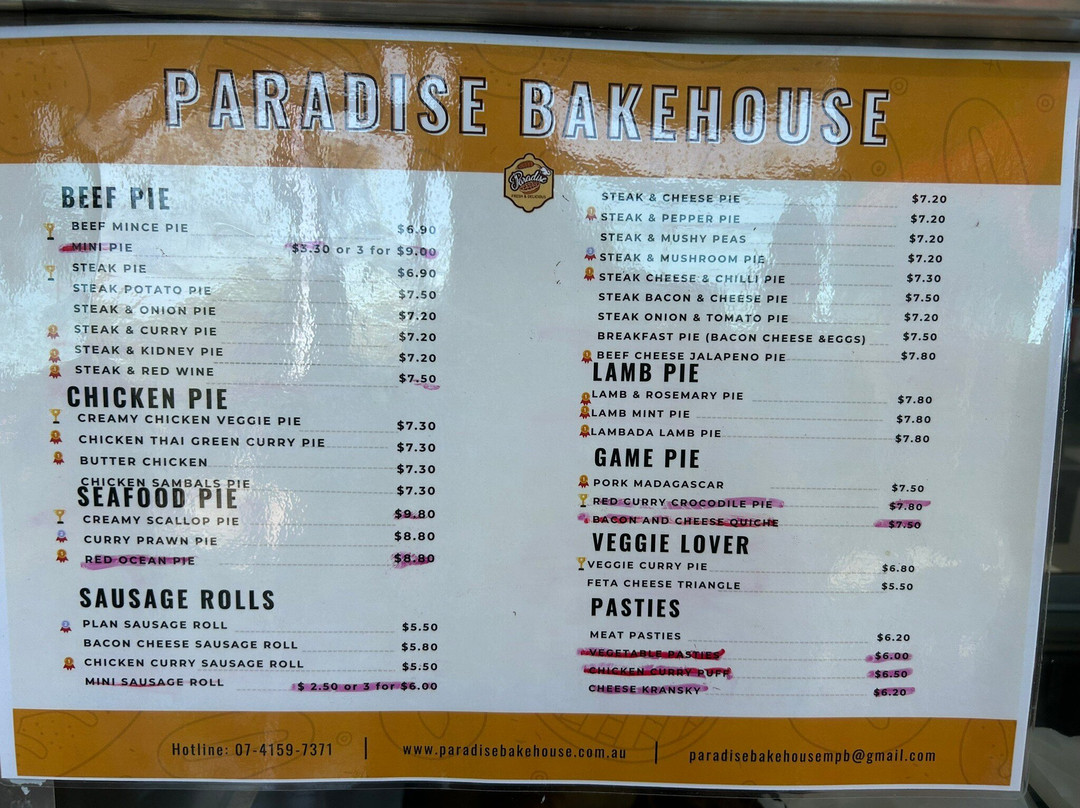 PARADISE BAKEHOUSE
Paradise
FRESH & DELICIOUS
BEEF PIE
BEEF MINCE PIE $6.90
MINI PIE $3.30 or 3 for $9.00
STEAK PIE $6.90
STEAK POTATO PIE $7.50
STEAK & ONION PIE $7.20
STEAK & CURRY PIE $7.20
STEAK & KIDNEY PIE $7.20
STEAK & RED WINE $7.50
CHICKEN PIE
CREAMY CHICKEN VEGGIE PIE $7.30
CHICKEN THAI GREEN CURRY PIE $7.30
BUTTER CHICKEN $7.30
CHICKEN SAMBALS PIE $7.30
SEAFOOD PIE
CREAMY SCALLOP PIE $9.80
CURRY PRAWN PIE $8.80
RED OCEAN PIE $8.80
SAUSAGE ROLLS
PLAN SAUSAGE ROLL $5.50
BACON CHEESE SAUSAGE ROLL $5.80
CHICKEN CURRY SAUSAGE ROLL $5.50
MINI SAUSAGE ROLL $ 2.50 or 3 for $6.00
STEAK & CHEESE PIE $7.20
STEAK & PEPPER PIE $7.20
STEAK & MUSHY PEAS $7.20
STEAK & MUSHROOM PIE $7.20
STEAK CHEESE & CHILLI PIE $7.30
STEAK BACON & CHEESE PIE $7.50
STEAK ONION & TOMATO PIE $7.20
BREAKFAST PIE (BACON CHEESE &EGGS) $7.50
BEEF CHEESE JALAPENO PIE $7.80
LAMB PIE
LAMB & ROSEMARY PIE $7.80
LAMB MINT PIE $7.80
LAMBADA LAMB PIE $7.80
GAME PIE
PORK MADAGASCAR $7.50
RED CURRY CROCODILE PIE $7.80
BACON AND CHEESE QUICHE $7.50
VEGGIE LOVER
VEGGIE CURRY PIE $6.80
FETA CHEESE TRIANGLE $5.50
PASTIES
MEAT PASTIES $6.20
VEGETABLE PASTIES $6.00
CHICKEN CURRY PUFF $6.50
CHEESE KRANSKY $6.20
Hotline: 07-4159-7371 | www.paradisebakehouse.com.au | paradisebakehousempb@gmail.com